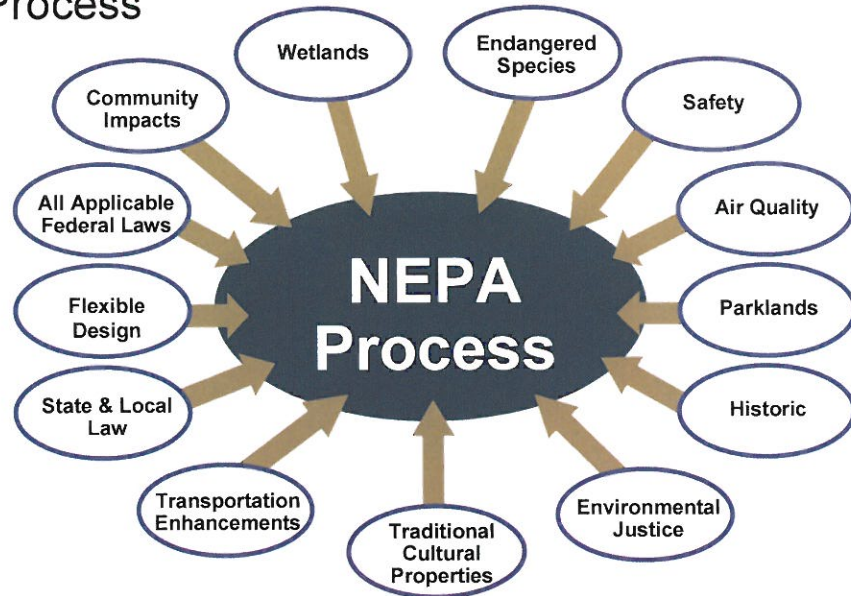 Process
Wetlands
Endangered
Species
Community
Impacts
Safety
All Applicable
Federal Laws
Air Quality
NEPA
Process
Flexible
Design
Parklands
State & Local
Law
Historic
Transportation
Enhancements
Traditional
Cultural
Properties
Environmental
Justice